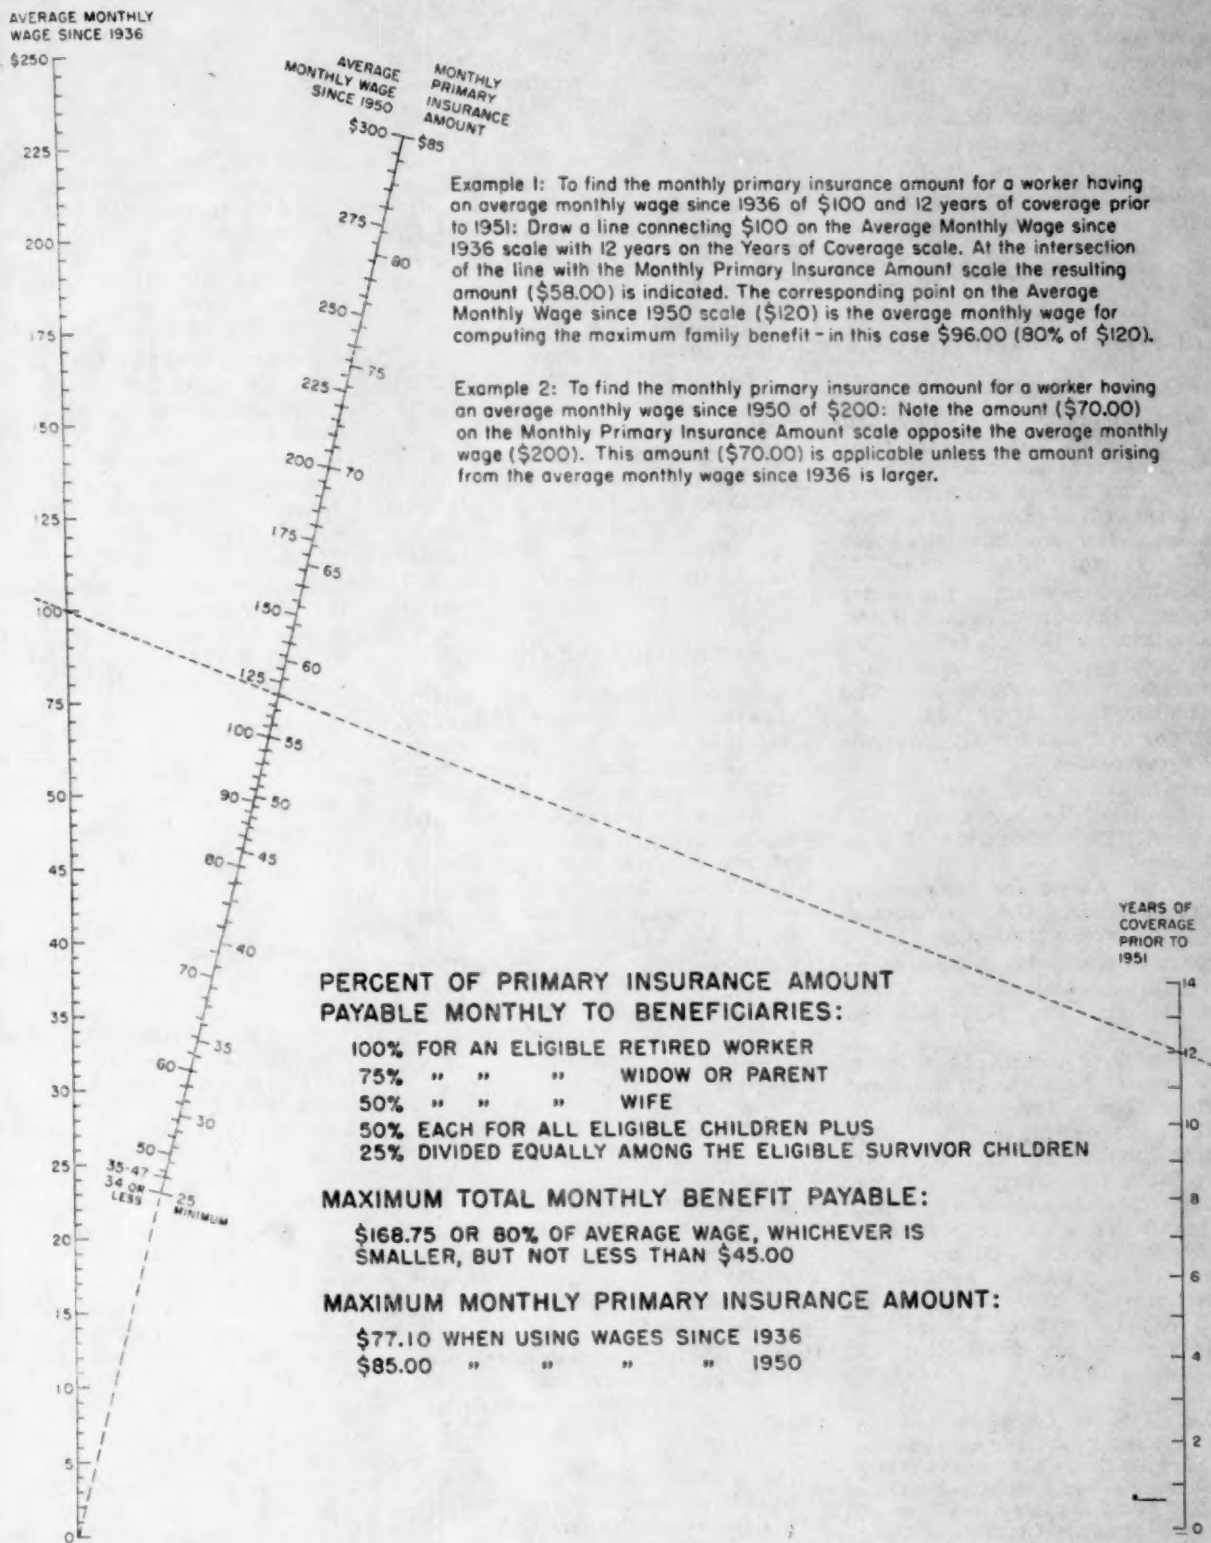 AVERAGE MONTHLY
WAGE SINCE 1936
$250
225
200
175
150
125
100
75
50
45
40
35
30
25
20
15
10
5
0
AVERAGE
MONTHLY WAGE
SINCE 1950
$300
275
250
225
200
175
150
125
100
90
80
70
60
50
35-47
34 OR
LESS
MONTHLY
PRIMARY
INSURANCE
AMOUNT
$85
80
75
70
65
60
55
50
45
40
35
30
25
MINIMUM
Example 1: To find the monthly primary insurance amount for a worker having
an average monthly wage since 1936 of $100 and 12 years of coverage prior
to 1951: Draw a line connecting $100 on the Average Monthly Wage since
1936 scale with 12 years on the Years of Coverage scale. At the intersection
of the line with the Monthly Primary Insurance Amount scale the resulting
amount ($58.00) is indicated. The corresponding point on the Average
Monthly Wage since 1950 scale ($120) is the average monthly wage for
computing the maximum family benefit - in this case $96.00 (80% of $120).
Example 2: To find the monthly primary insurance amount for a worker having
an average monthly wage since 1950 of $200: Note the amount ($70.00)
on the Monthly Primary Insurance Amount scale opposite the average monthly
wage ($200). This amount ($70.00) is applicable unless the amount arising
from the average monthly wage since 1936 is larger.
PERCENT OF PRIMARY INSURANCE AMOUNT
PAYABLE MONTHLY TO BENEFICIARIES:
100% FOR AN ELIGIBLE RETIRED WORKER
75% " " " WIDOW OR PARENT
50% " " " WIFE
50% EACH FOR ALL ELIGIBLE CHILDREN PLUS
25% DIVIDED EQUALLY AMONG THE ELIGIBLE SURVIVOR CHILDREN
MAXIMUM TOTAL MONTHLY BENEFIT PAYABLE:
$168.75 OR 80% OF AVERAGE WAGE, WHICHEVER IS
SMALLER, BUT NOT LESS THAN $45.00
MAXIMUM MONTHLY PRIMARY INSURANCE AMOUNT:
$77.10 WHEN USING WAGES SINCE 1936
$85.00 " " " " 1950
YEARS OF
COVERAGE
PRIOR TO
1951
14
12
10
8
6
4
2
0